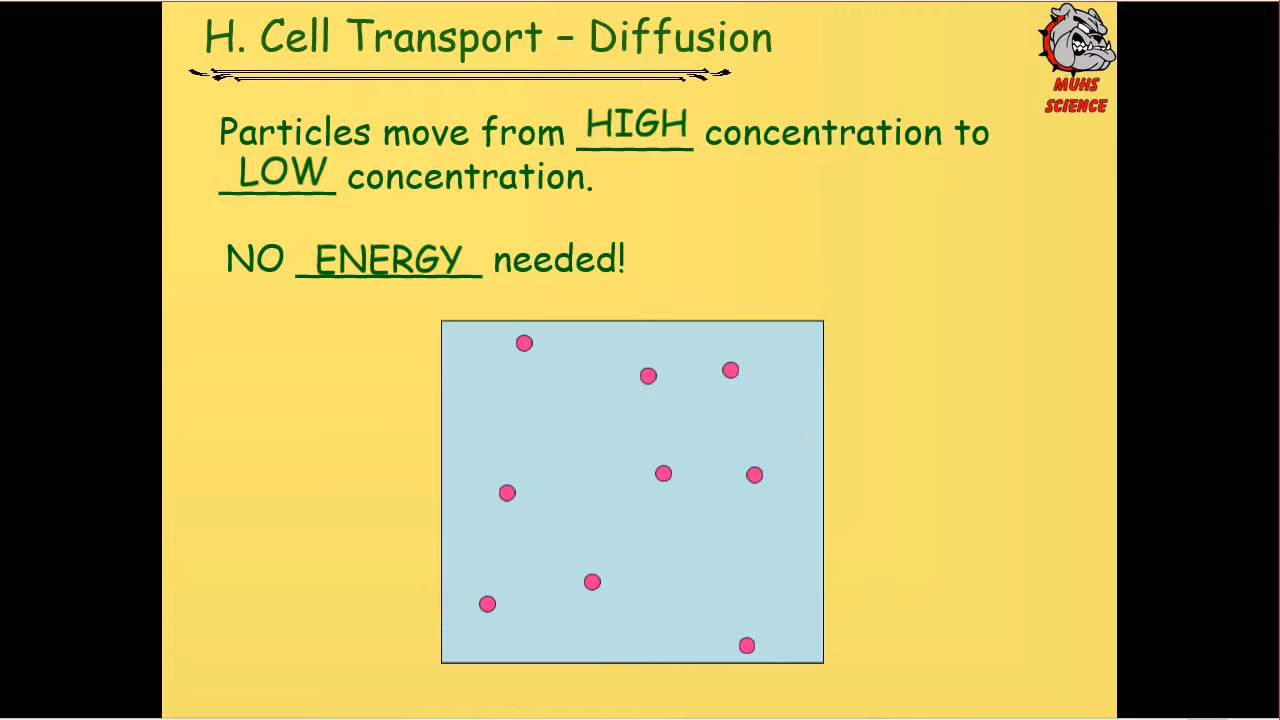 H. Cell Transport – Diffusion
MUHS
SCIENCE
Particles move from HIGH concentration to
LOW concentration.
NO ENERGY needed!